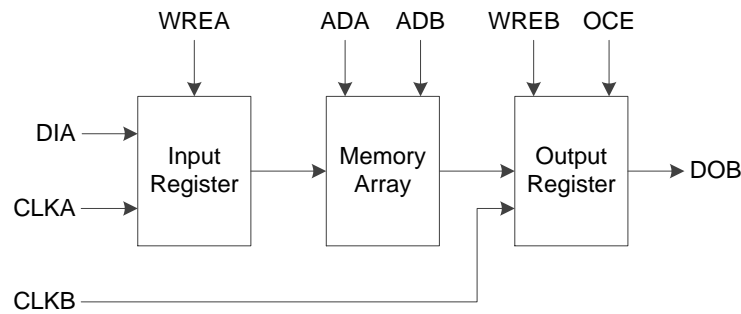 WREA ADA ADB WREB OCE
DIA
Input
Register
Memory
Array
Output
Register
DOB
CLKA
CLKB